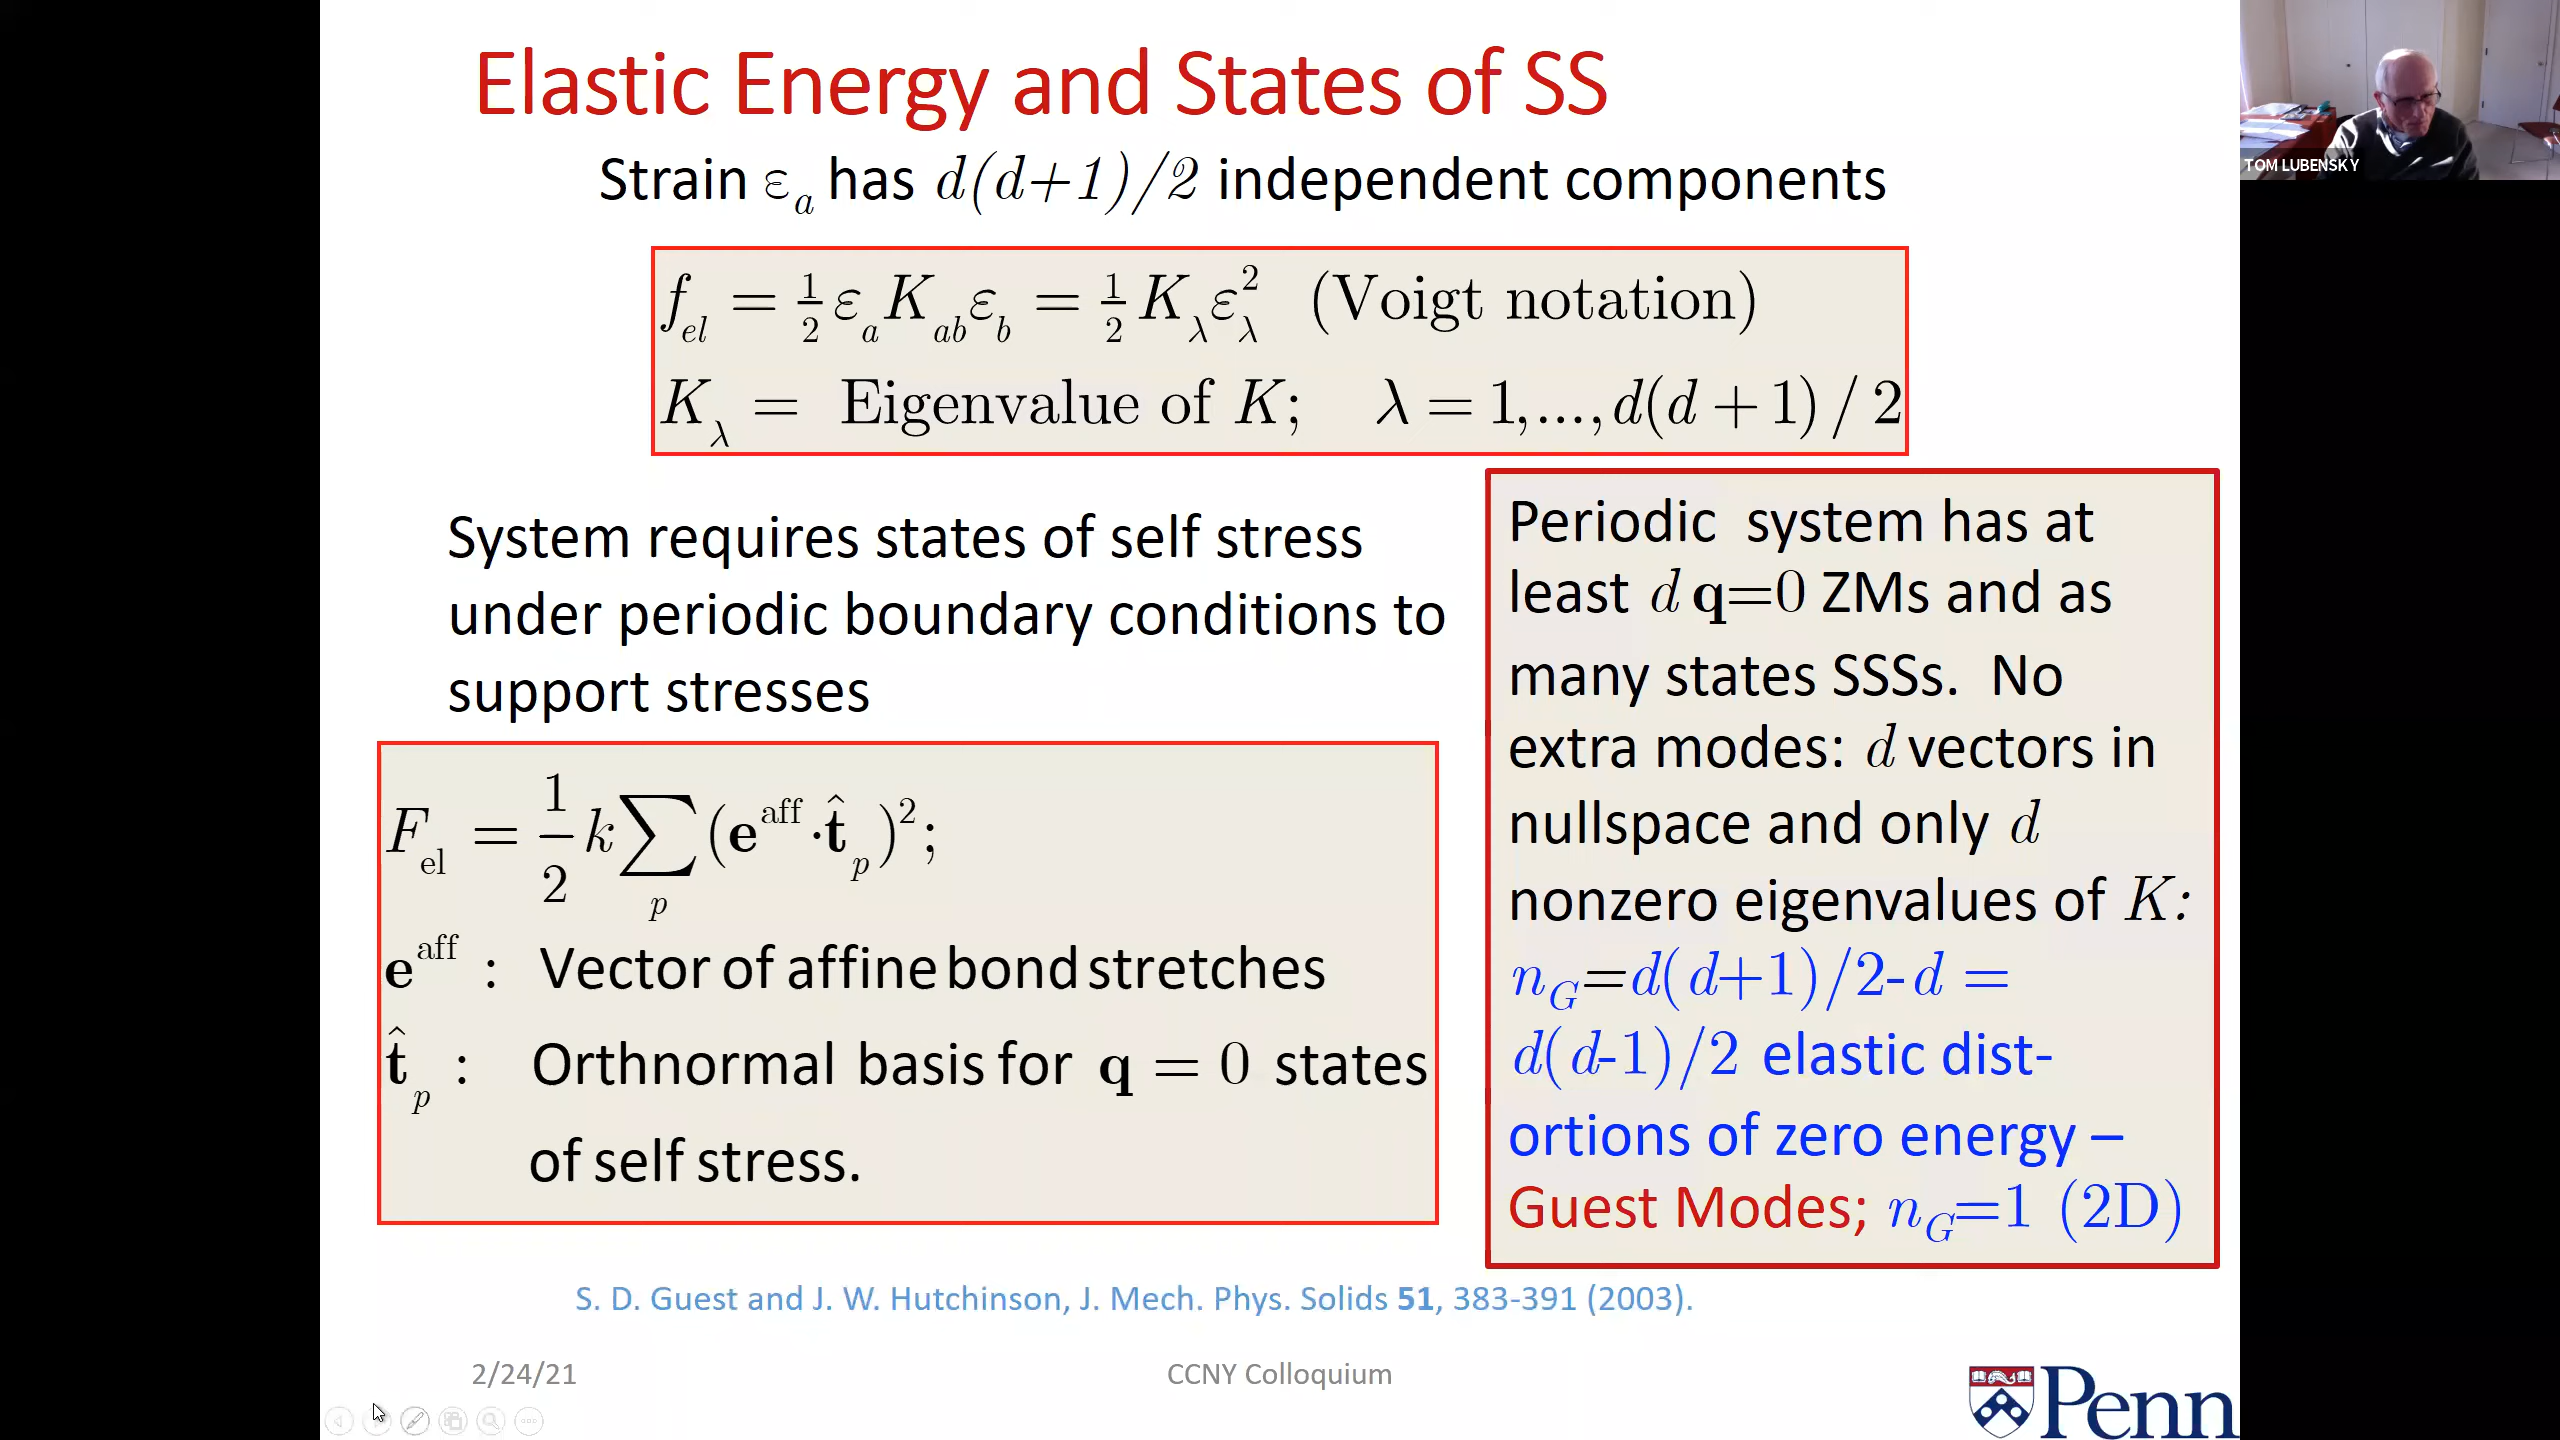 Elastic Energy and States of SS
TOM LUBENSKY
Strain ε_a has d(d+1)/2 independent components
f_el = ½ ε_a K_ab ε_b = ½ K_λ ε_λ² (Voigt notation)
K_λ = Eigenvalue of K; λ = 1,...,d(d + 1) / 2
System requires states of self stress
under periodic boundary conditions to
support stresses
F_el = 1/2 k ∑_p (e^aff · t̂_p)²;
e^aff : Vector of affine bond stretches
t̂_p : Orthnormal basis for q = 0 states
of self stress.
Periodic system has at
least d q=0 ZMs and as
many states SSSs. No
extra modes: d vectors in
nullspace and only d
nonzero eigenvalues of K:
n_G=d(d+1)/2-d =
d(d-1)/2 elastic dist-
ortions of zero energy –
Guest Modes; n_G=1 (2D)
S. D. Guest and J. W. Hutchinson, J. Mech. Phys. Solids 51, 383-391 (2003).
2/24/21
CCNY Colloquium
Penn